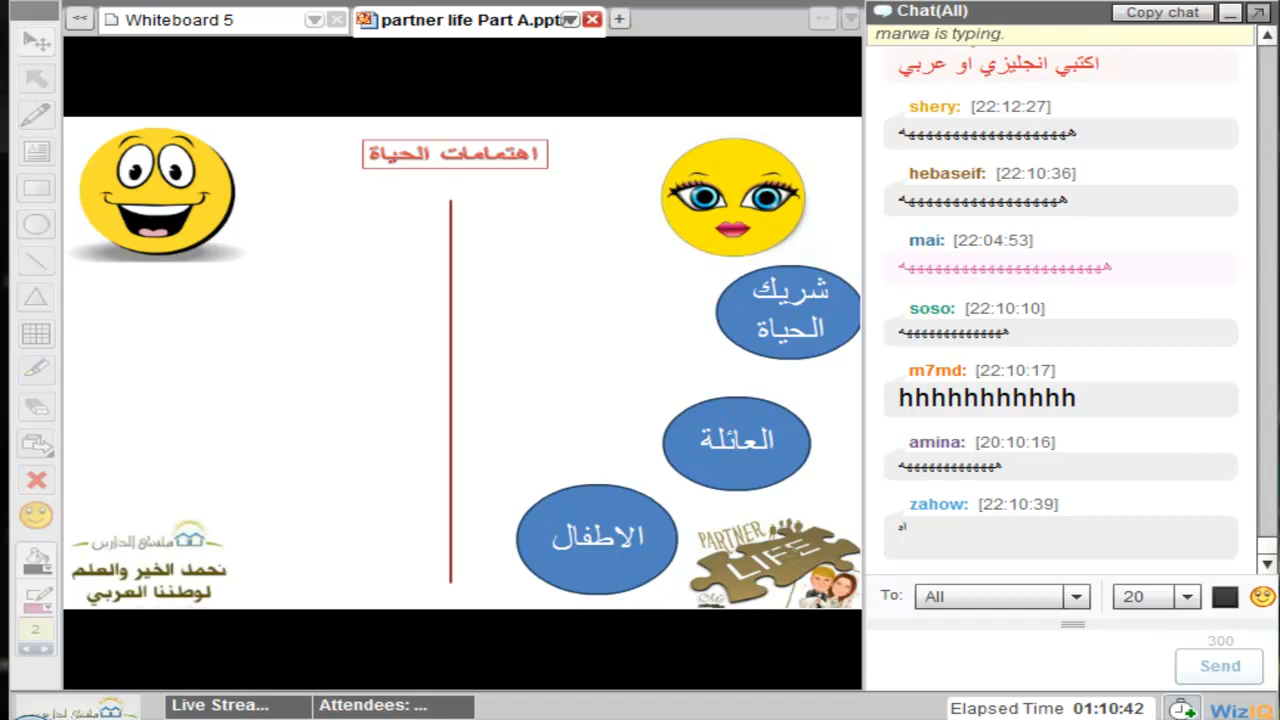 <<
Whiteboard 5
partner life Part A.ppt
+
>>
Chat(All)
Copy chat
marwa is typing.
اهتمامات الحياة
شريك
الحياة
العائلة
الاطفال
PARTNER
LIFE
نحمل الخير والعلم
لوطننا العربي
2
اكتبي انجليزي او عربي
shery: [22:12:27]
hebaseif: [22:10:36]
mai: [22:04:53]
soso: [22:10:10]
m7md: [22:10:17]
hhhhhhhhhhh
amina: [20:10:16]
zahow: [22:10:39]
اه
To: All 20
300
Send
Live Strea...
Attendees: ...
Elapsed Time 01:10:42
WizIQ